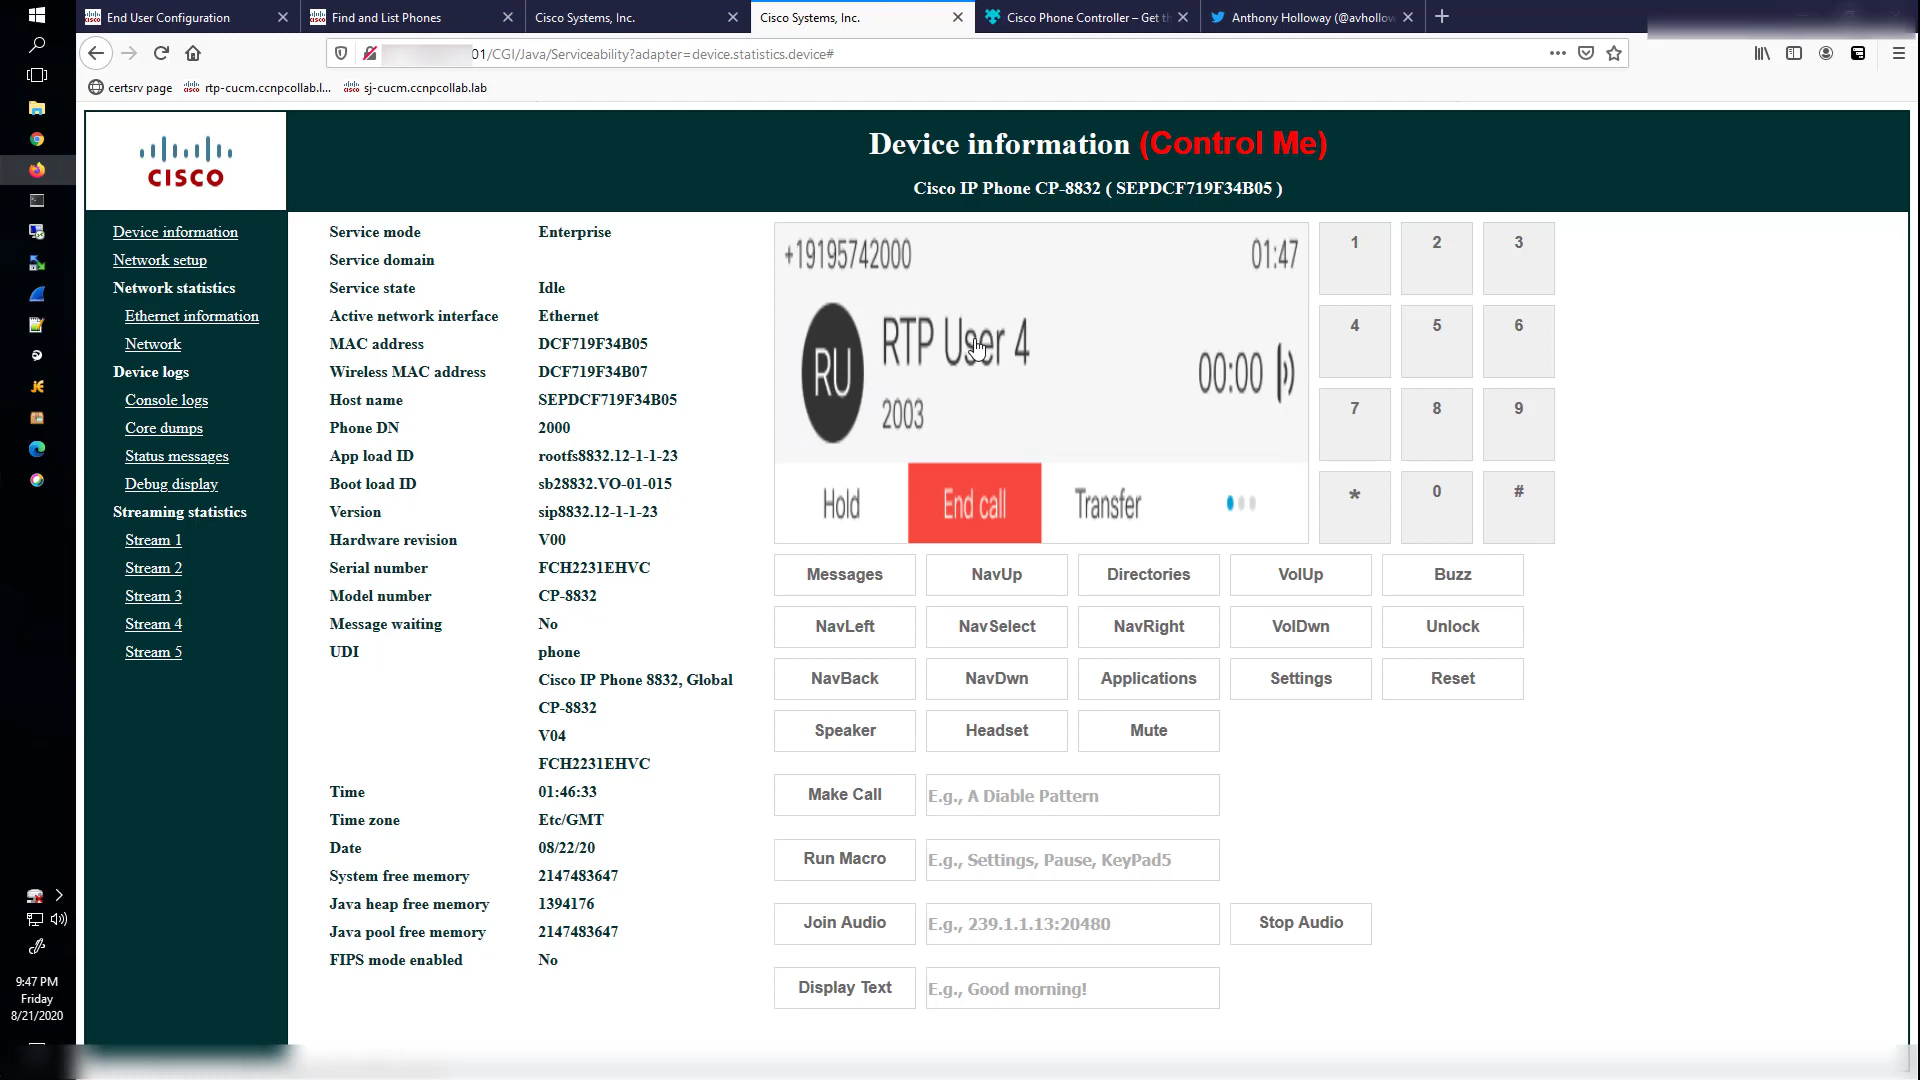 End User Configuration
Find and List Phones
Cisco Systems, Inc.
Cisco Systems, Inc.
Cisco Phone Controller – Get th
Anthony Holloway (@avhollow
01/CGI/Java/Serviceability?adapter=device.statistics.device#
certsrv page
rtp-cucm.ccnpcollab.l...
sj-cucm.ccnpcollab.lab
CISCO
Device information (Control Me)
Cisco IP Phone CP-8832 ( SEPDCF719F34B05 )
Device information
Network setup
Network statistics
Ethernet information
Network
Device logs
Console logs
Core dumps
Status messages
Debug display
Streaming statistics
Stream 1
Stream 2
Stream 3
Stream 4
Stream 5
Service mode Enterprise
Service domain
Service state Idle
Active network interface Ethernet
MAC address DCF719F34B05
Wireless MAC address DCF719F34B07
Host name SEPDCF719F34B05
Phone DN 2000
App load ID rootfs8832.12-1-1-23
Boot load ID sb28832.VO-01-015
Version sip8832.12-1-1-23
Hardware revision V00
Serial number FCH2231EHVC
Model number CP-8832
Message waiting No
UDI phone
Cisco IP Phone 8832, Global
CP-8832
V04
FCH2231EHVC
Time 01:46:33
Time zone Etc/GMT
Date 08/22/20
System free memory 2147483647
Java heap free memory 1394176
Java pool free memory 2147483647
FIPS mode enabled No
+19195742000 01:47
RU
RTP User 4
2003
00:00
Hold End call Transfer
1 2 3
4 5 6
7 8 9
* 0 #
Messages NavUp Directories VolUp Buzz
NavLeft NavSelect NavRight VolDwn Unlock
NavBack NavDwn Applications Settings Reset
Speaker Headset Mute
Make Call E.g., A Diable Pattern
Run Macro E.g., Settings, Pause, KeyPad5
Join Audio E.g., 239.1.1.13:20480 Stop Audio
Display Text E.g., Good morning!
9:47 PM
Friday
8/21/2020